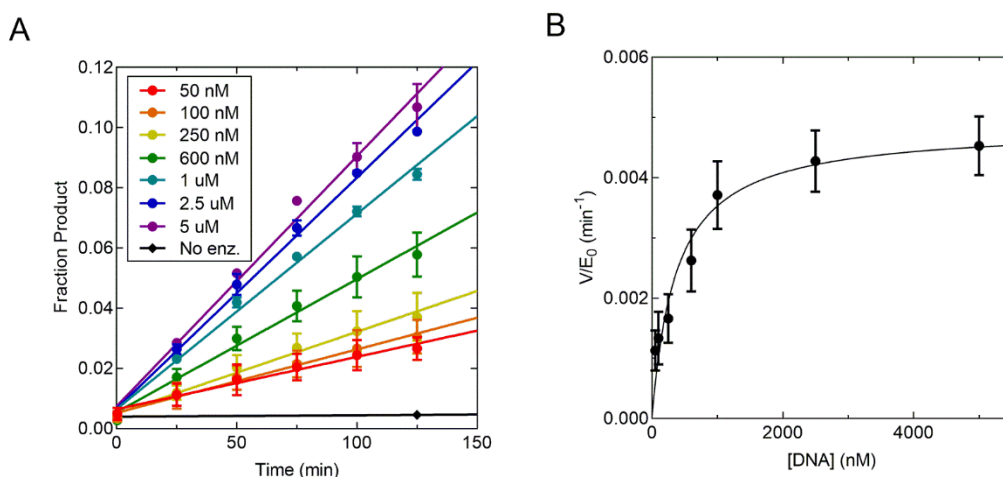 A
Fraction Product
0.12
0.10
0.08
0.06
0.04
0.02
0.00
50 nM
100 nM
250 nM
600 nM
1 uM
2.5 uM
5 uM
No enz.
0
50
100
150
Time (min)
B
V/E0 (min-1)
0.006
0.004
0.002
0.000
0
2000
4000
[DNA] (nM)